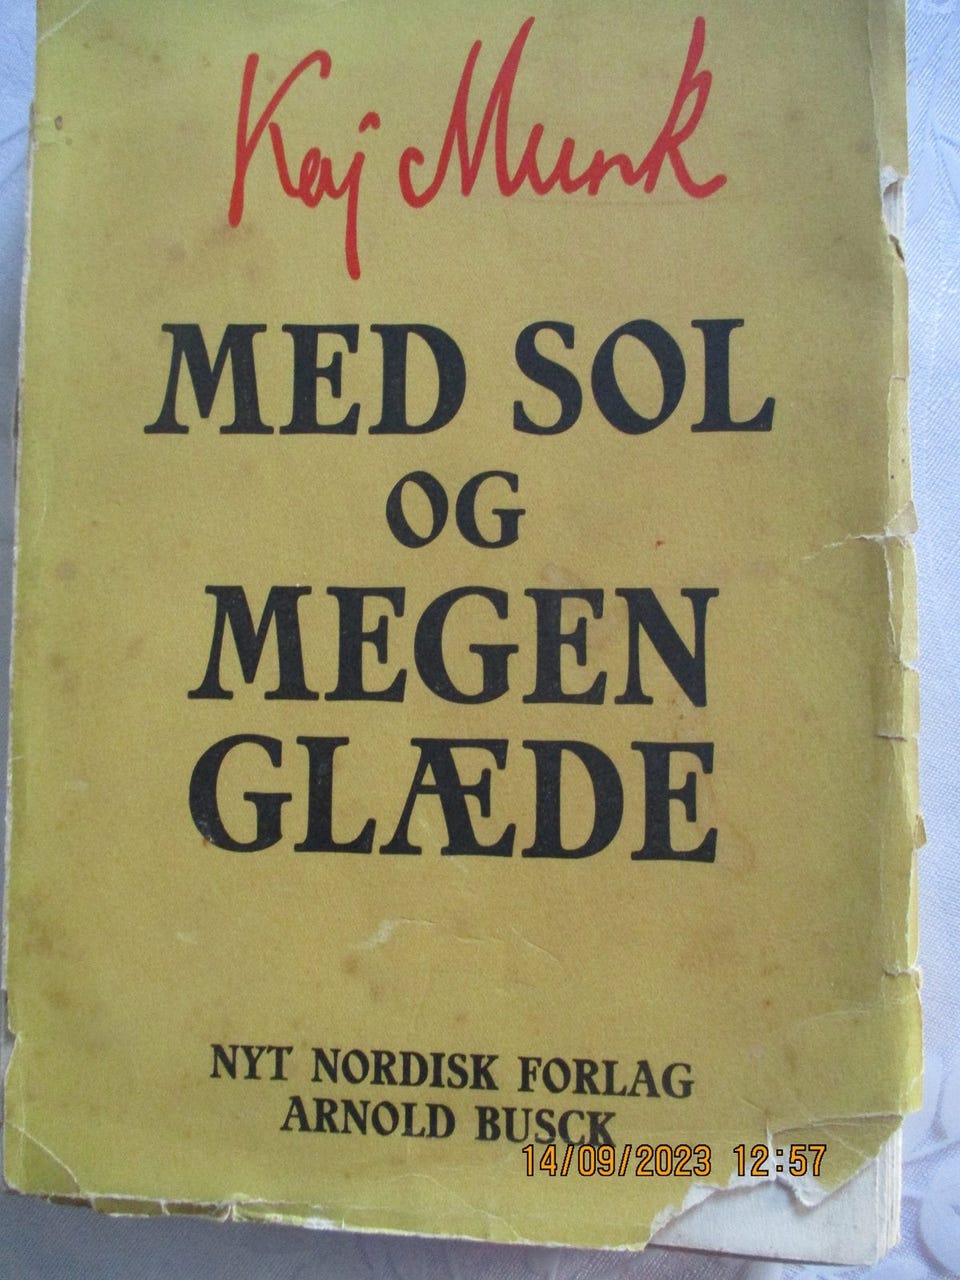 Kaj Munk
MED SOL
OG
MEGEN
GLÆDE
NYT NORDISK FORLAG
ARNOLD BUSCK
14/09/2023 12:57